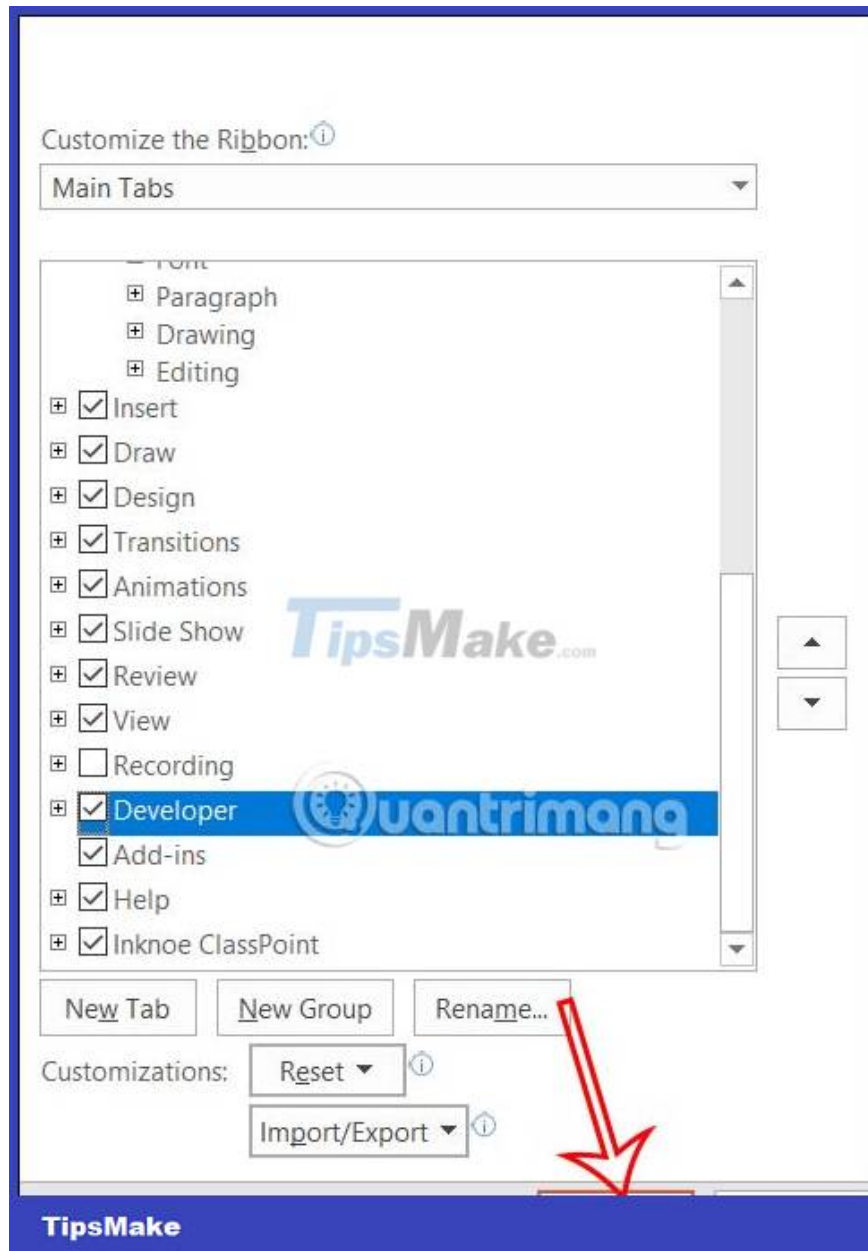 Customize the Ribbon:
Main Tabs
Font
Paragraph
Drawing
Editing
Insert
Draw
Design
Transitions
Animations
Slide Show
TipsMake.com
Review
View
Recording
Developer
Quantrimang
Add-ins
Help
Inknoe ClassPoint
New Tab New Group Rename...
Customizations: Reset
Import/Export
TipsMake